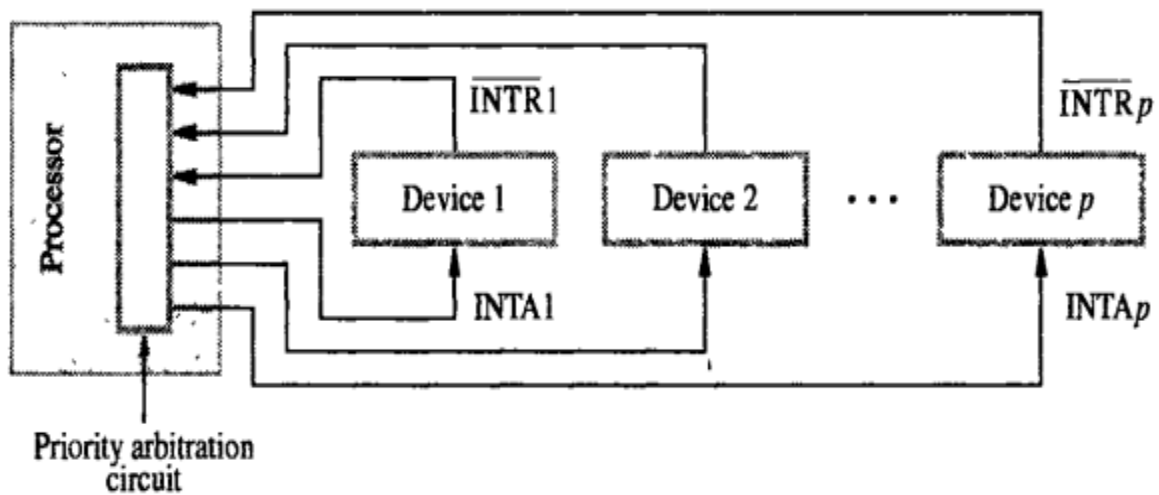 Processor
INTR1
INTRp
Device 1
Device 2
...
Device p
INTA1
INTAp
Priority arbitration
circuit